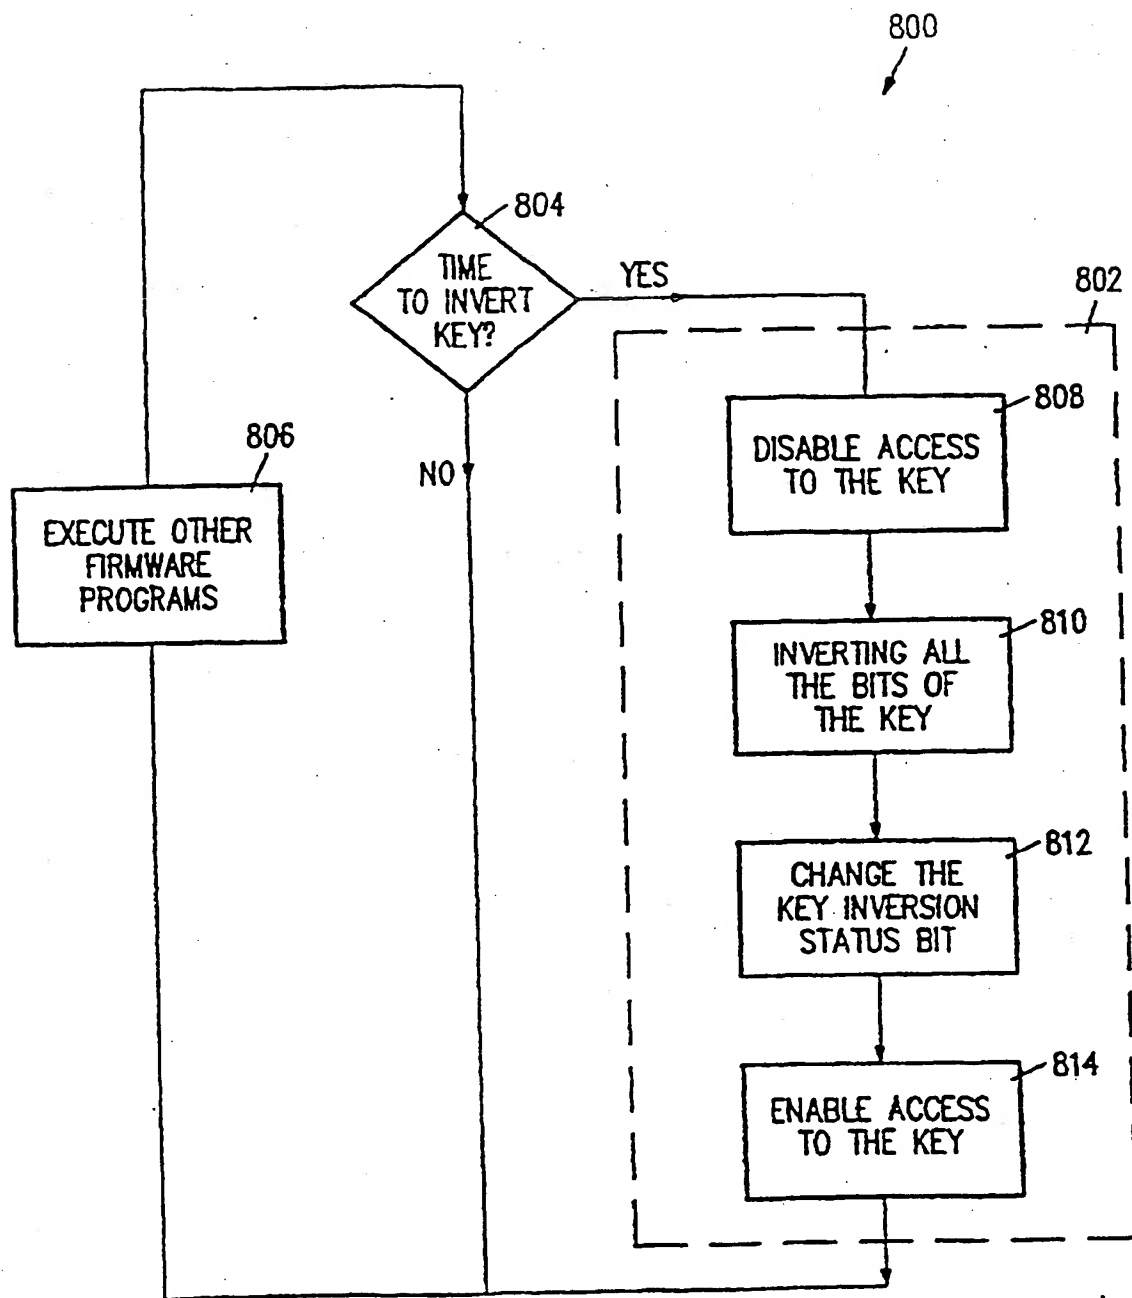 800
804
TIME
TO INVERT
KEY?
YES
802
808
DISABLE ACCESS
TO THE KEY
806
NO
EXECUTE OTHER
FIRMWARE
PROGRAMS
810
INVERTING ALL
THE BITS OF
THE KEY
812
CHANGE THE
KEY INVERSION
STATUS BIT
814
ENABLE ACCESS
TO THE KEY